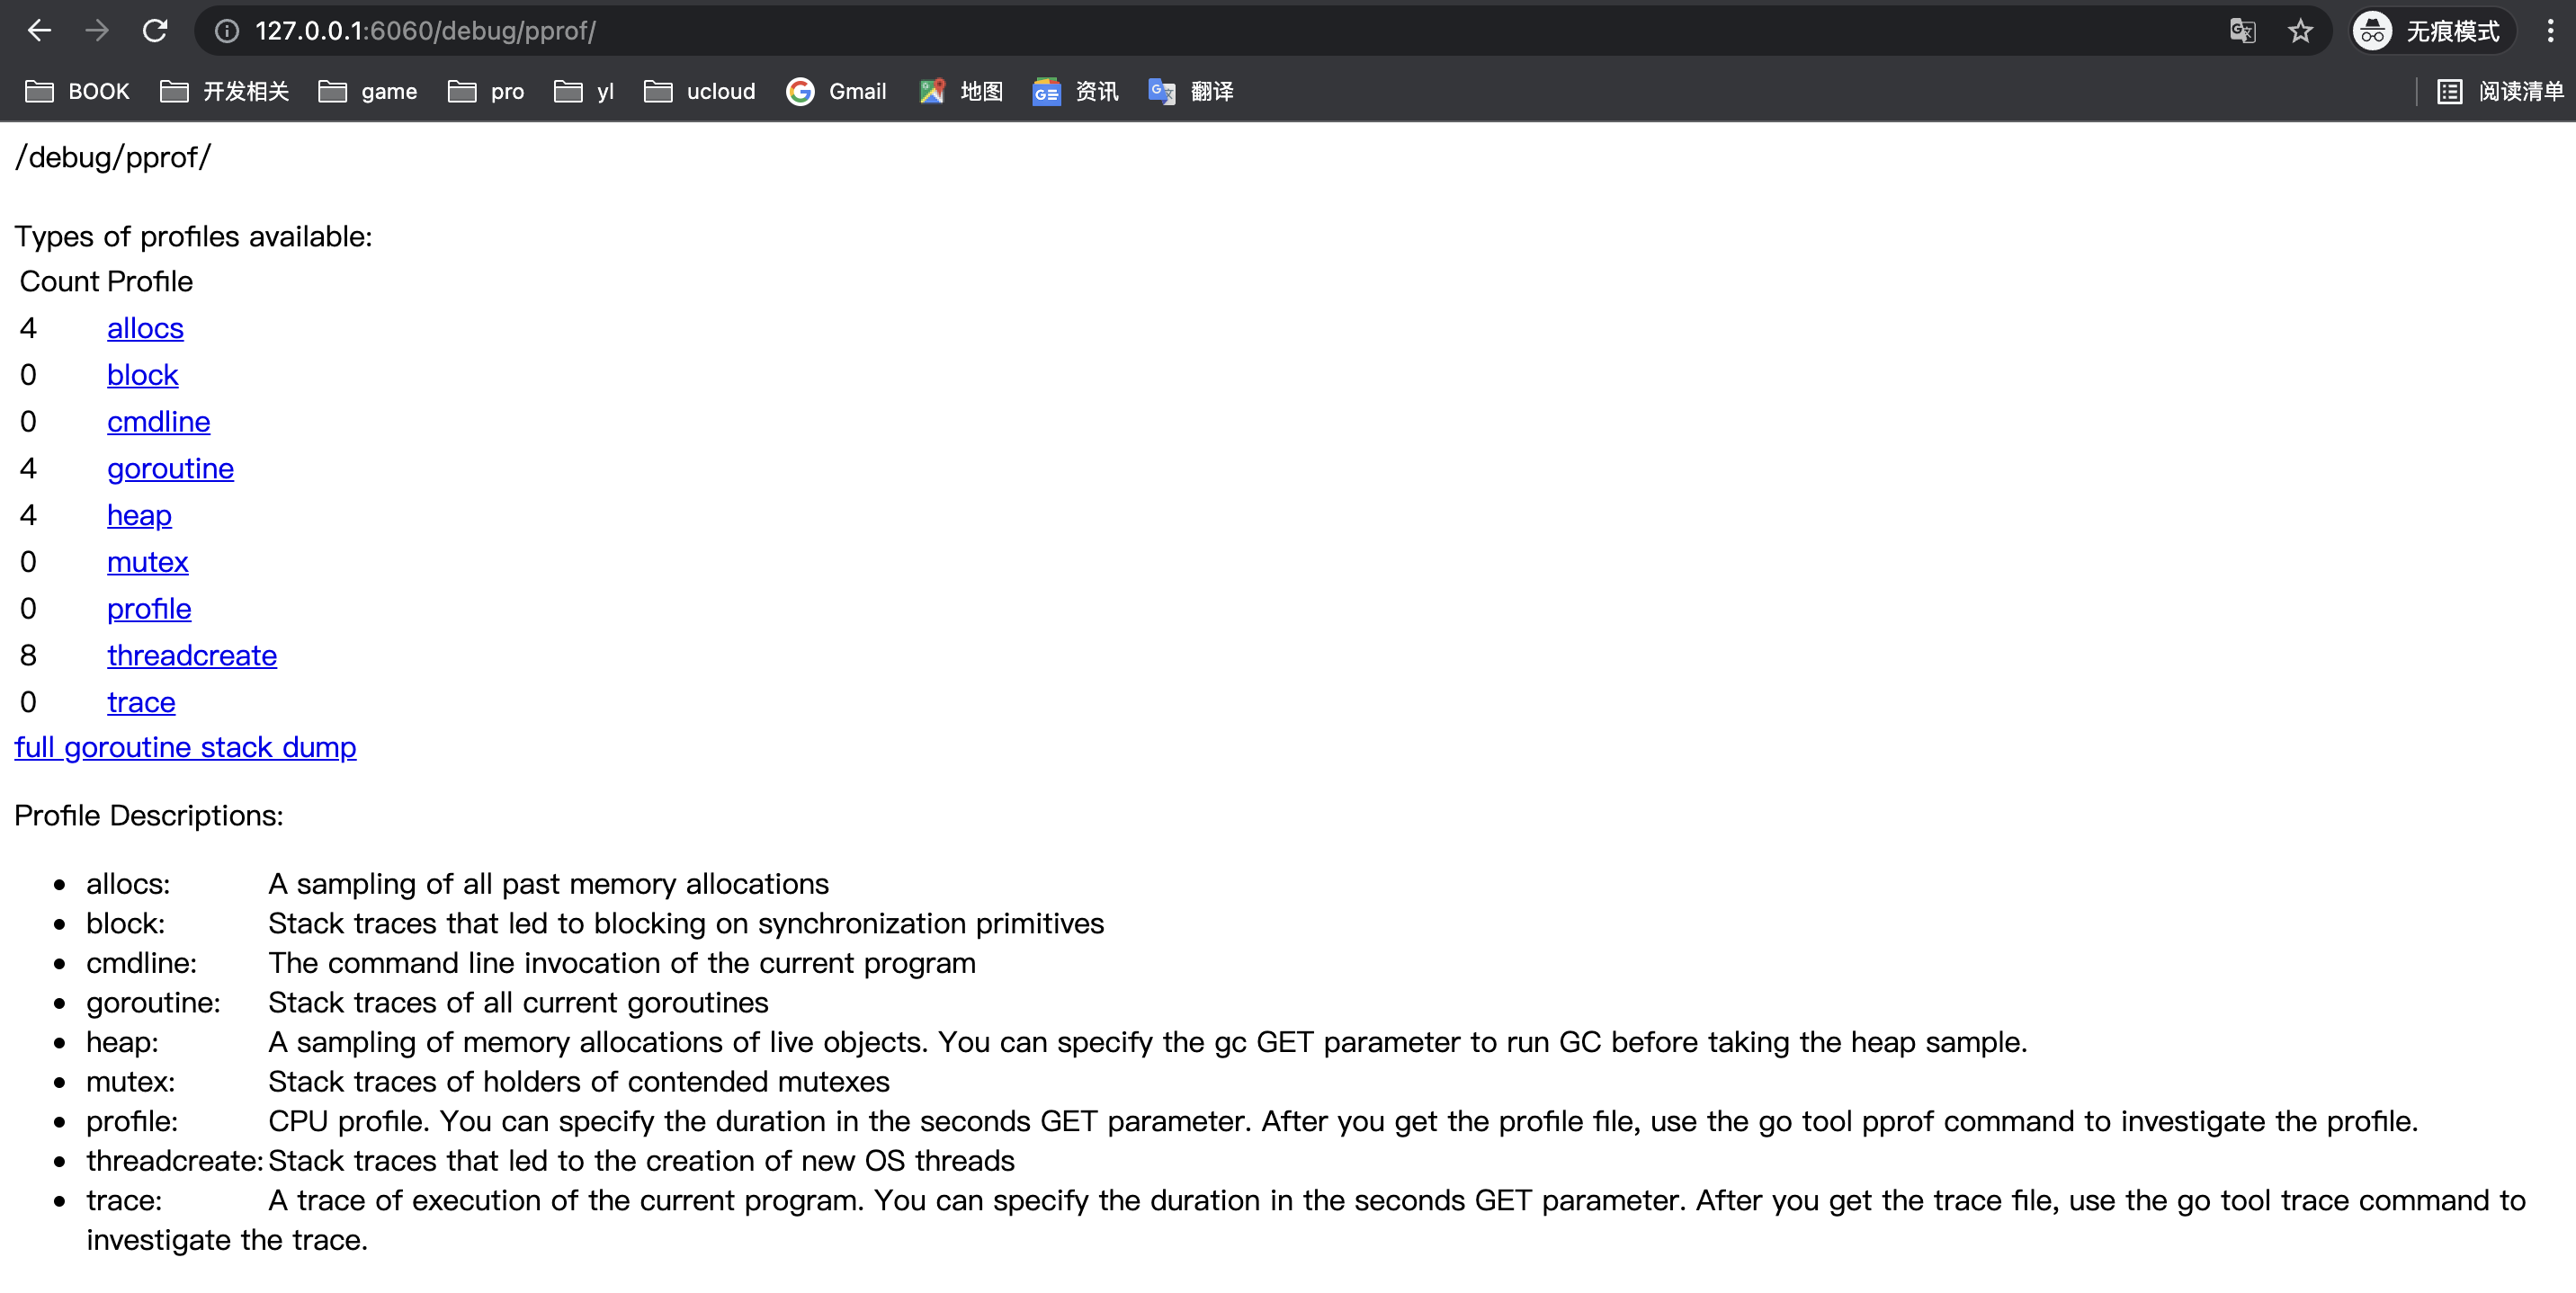 127.0.0.1:6060/debug/pprof/ 无痕模式
BOOK 开发相关 game pro yl ucloud Gmail 地图 资讯 翻译 阅读清单
/debug/pprof/
Types of profiles available:
Count Profile
4 allocs
0 block
0 cmdline
4 goroutine
4 heap
0 mutex
0 profile
8 threadcreate
0 trace
full goroutine stack dump
Profile Descriptions:
• allocs: A sampling of all past memory allocations
• block: Stack traces that led to blocking on synchronization primitives
• cmdline: The command line invocation of the current program
• goroutine: Stack traces of all current goroutines
• heap: A sampling of memory allocations of live objects. You can specify the gc GET parameter to run GC before taking the heap sample.
• mutex: Stack traces of holders of contended mutexes
• profile: CPU profile. You can specify the duration in the seconds GET parameter. After you get the profile file, use the go tool pprof command to investigate the profile.
• threadcreate: Stack traces that led to the creation of new OS threads
• trace: A trace of execution of the current program. You can specify the duration in the seconds GET parameter. After you get the trace file, use the go tool trace command to
investigate the trace.